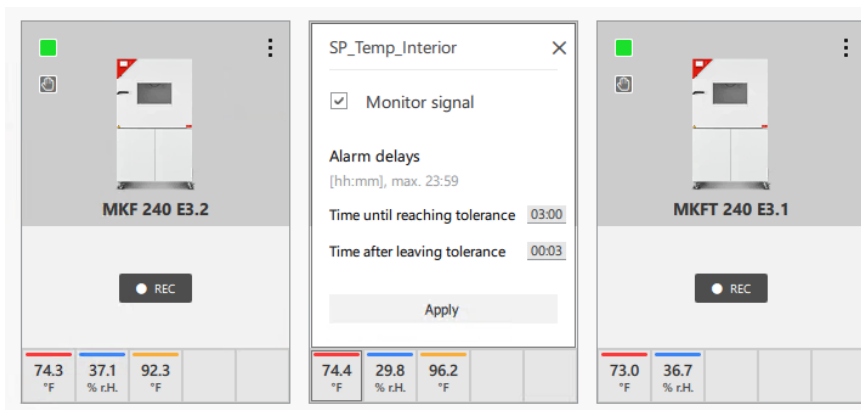 MKF 240 E3.2
REC
74.3 37.1 92.3
°F % r.H. °F
SP_Temp_Interior
Monitor signal
Alarm delays
[hh:mm], max. 23:59
Time until reaching tolerance 03:00
Time after leaving tolerance 00:03
Apply
74.4 29.8 96.2
°F % r.H. °F
MKFT 240 E3.1
REC
73.0 36.7
°F % r.H.